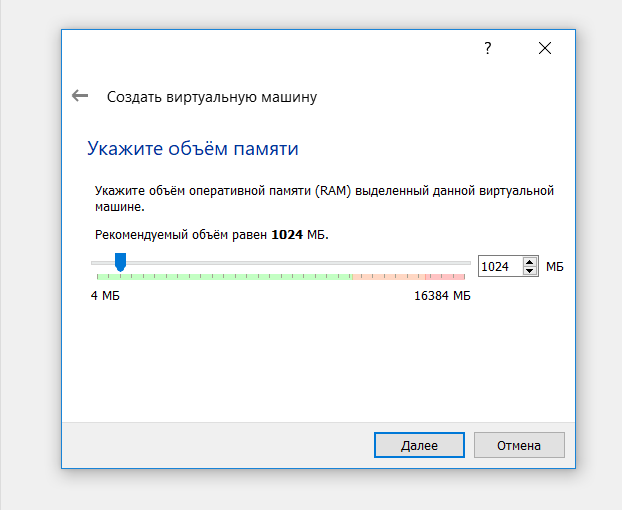 ?
Создать виртуальную машину
Укажите объём памяти
Укажите объём оперативной памяти (RAM) выделенный данной виртуальной
машине.
Рекомендуемый объём равен 1024 МБ.
1024 МБ
4 МБ 16384 МБ
Далее Отмена